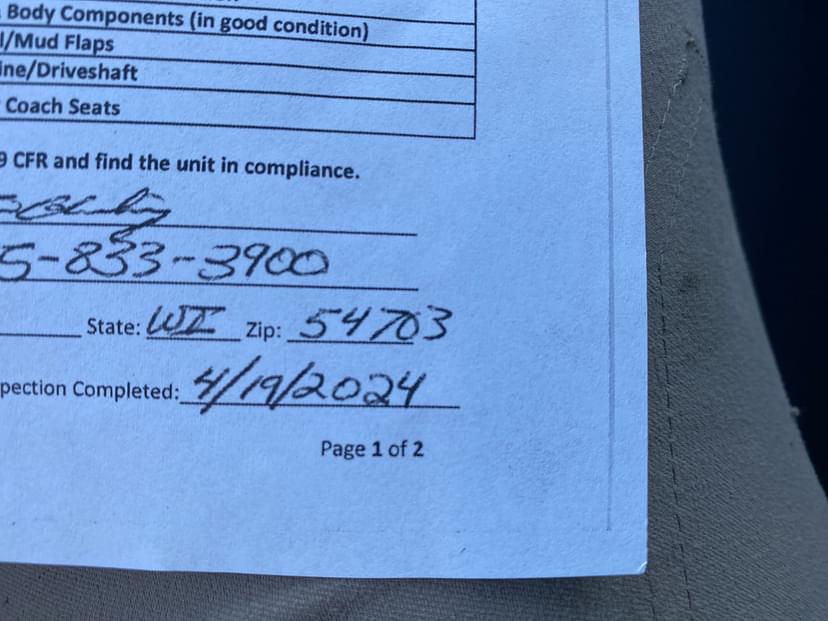 Body Components (in good condition)
l/Mud Flaps
ine/Driveshaft
Coach Seats
9 CFR and find the unit in compliance.
5-833-3900
State: WI Zip: 54703
pection Completed: 4/19/2024
Page 1 of 2